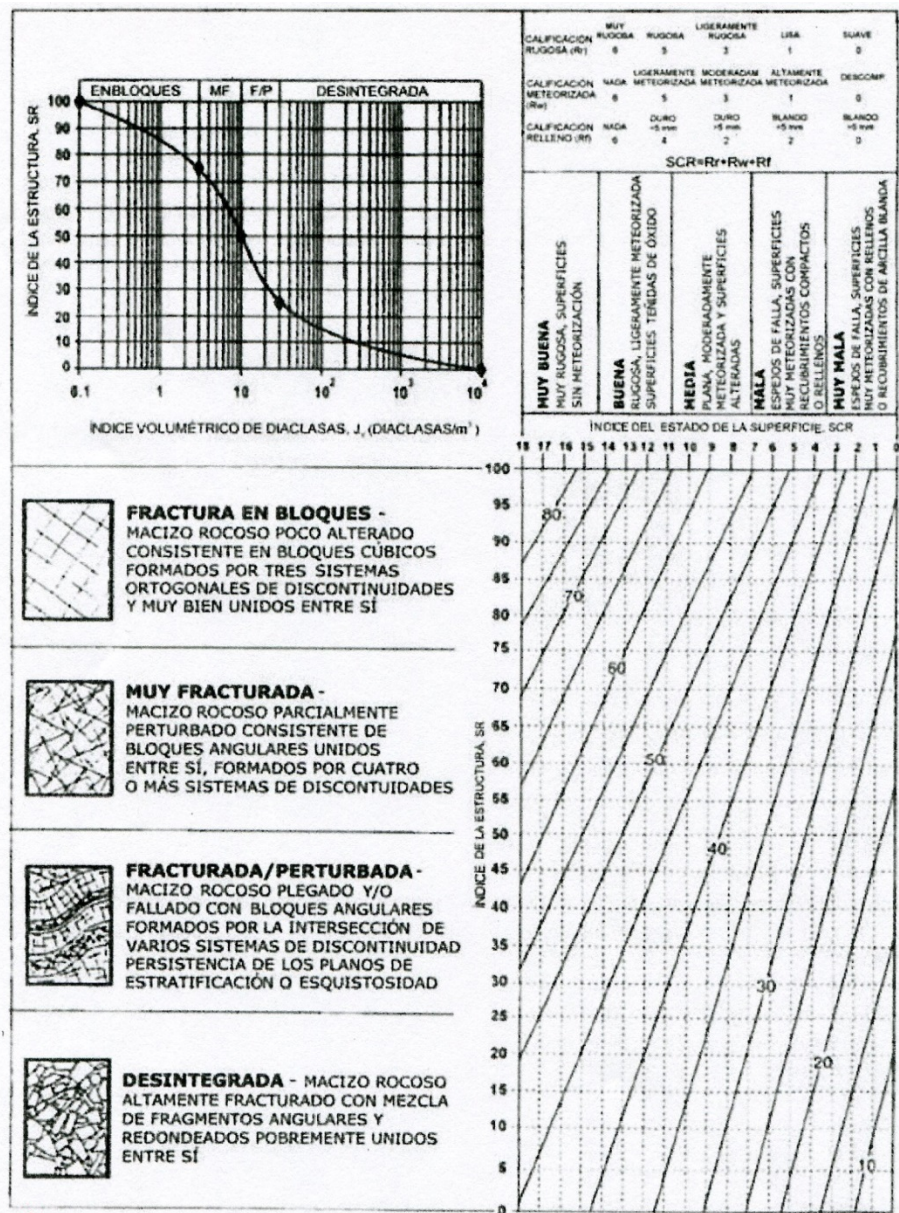 ENBLOQUES MF F/P DESINTEGRADA
ÍNDICE DE LA ESTRUCTURA, SR
100
90
80
70
60
50
40
30
20
10
0
0.1 1 10 10² 10³ 10⁴
ÍNDICE VOLUMÉTRICO DE DIACLASAS, Jv (DIACLASAS/m³)
CALIFICACIÓN RUGOSA (Rr)
MUY RUGOSA RUGOSA LIGERAMENTE RUGOSA LISA SUAVE
6 5 3 1 0
CALIFICACIÓN METEORIZADA (Rw)
NADA LIGERAMENTE METEORIZADA MODERADAM METEORIZADA ALTAMENTE METEORIZADA DESCOMP
6 5 3 1 0
CALIFICACIÓN RELLENO (Rf)
NADA DURO <5 mm DURO >5 mm BLANDO <5 mm BLANDO >5 mm
6 4 2 2 0
SCR=Rr+Rw+Rf
MUY BUENA
MUY RUGOSA, SUPERFICIES
SIN METEORIZACIÓN
BUENA
RUGOSA, LIGERAMENTE METEORIZADA
SUPERFICIES TEÑIDAS DE ÓXIDO
MEDIA
PLANA, MODERADAMENTE
METEORIZADA Y SUPERFICIES
ALTERADAS
MALA
ESPEJOS DE FALLA, SUPERFICIES
MUY METEORIZADAS CON
RECUBRIMIENTOS COMPACTOS
O RELLENOS
MUY MALA
ESPEJOS DE FALLA, SUPERFICIES
MUY METEORIZADAS CON RELLENOS
O RECUBRIMIENTOS DE ARCILLA BLANDA
ÍNDICE DEL ESTADO DE LA SUPERFICIE, SCR
18 17 16 15 14 13 12 11 10 9 8 7 6 5 4 3 2 1 0
FRACTURA EN BLOQUES -
MACIZO ROCOSO POCO ALTERADO
CONSISTENTE EN BLOQUES CÚBICOS
FORMADOS POR TRES SISTEMAS
ORTOGONALES DE DISCONTINUIDADES
Y MUY BIEN UNIDOS ENTRE SÍ
MUY FRACTURADA -
MACIZO ROCOSO PARCIALMENTE
PERTURBADO CONSISTENTE DE
BLOQUES ANGULARES UNIDOS
ENTRE SÍ, FORMADOS POR CUATRO
O MÁS SISTEMAS DE DISCONTUIDADES
FRACTURADA/PERTURBADA -
MACIZO ROCOSO PLEGADO Y/O
FALLADO CON BLOQUES ANGULARES
FORMADOS POR LA INTERSECCIÓN DE
VARIOS SISTEMAS DE DISCONTINUIDAD
PERSISTENCIA DE LOS PLANOS DE
ESTRATIFICACIÓN O ESQUISTOSIDAD
DESINTEGRADA - MACIZO ROCOSO
ALTAMENTE FRACTURADO CON MEZCLA
DE FRAGMENTOS ANGULARES Y
REDONDEADOS POBREMENTE UNIDOS
ENTRE SÍ
ÍNDICE DE LA ESTRUCTURA, SR
100
95
90
85
80
75
70
65
60
55
50
45
40
35
30
25
20
15
10
5
0
80
70
60
50
40
30
20
10